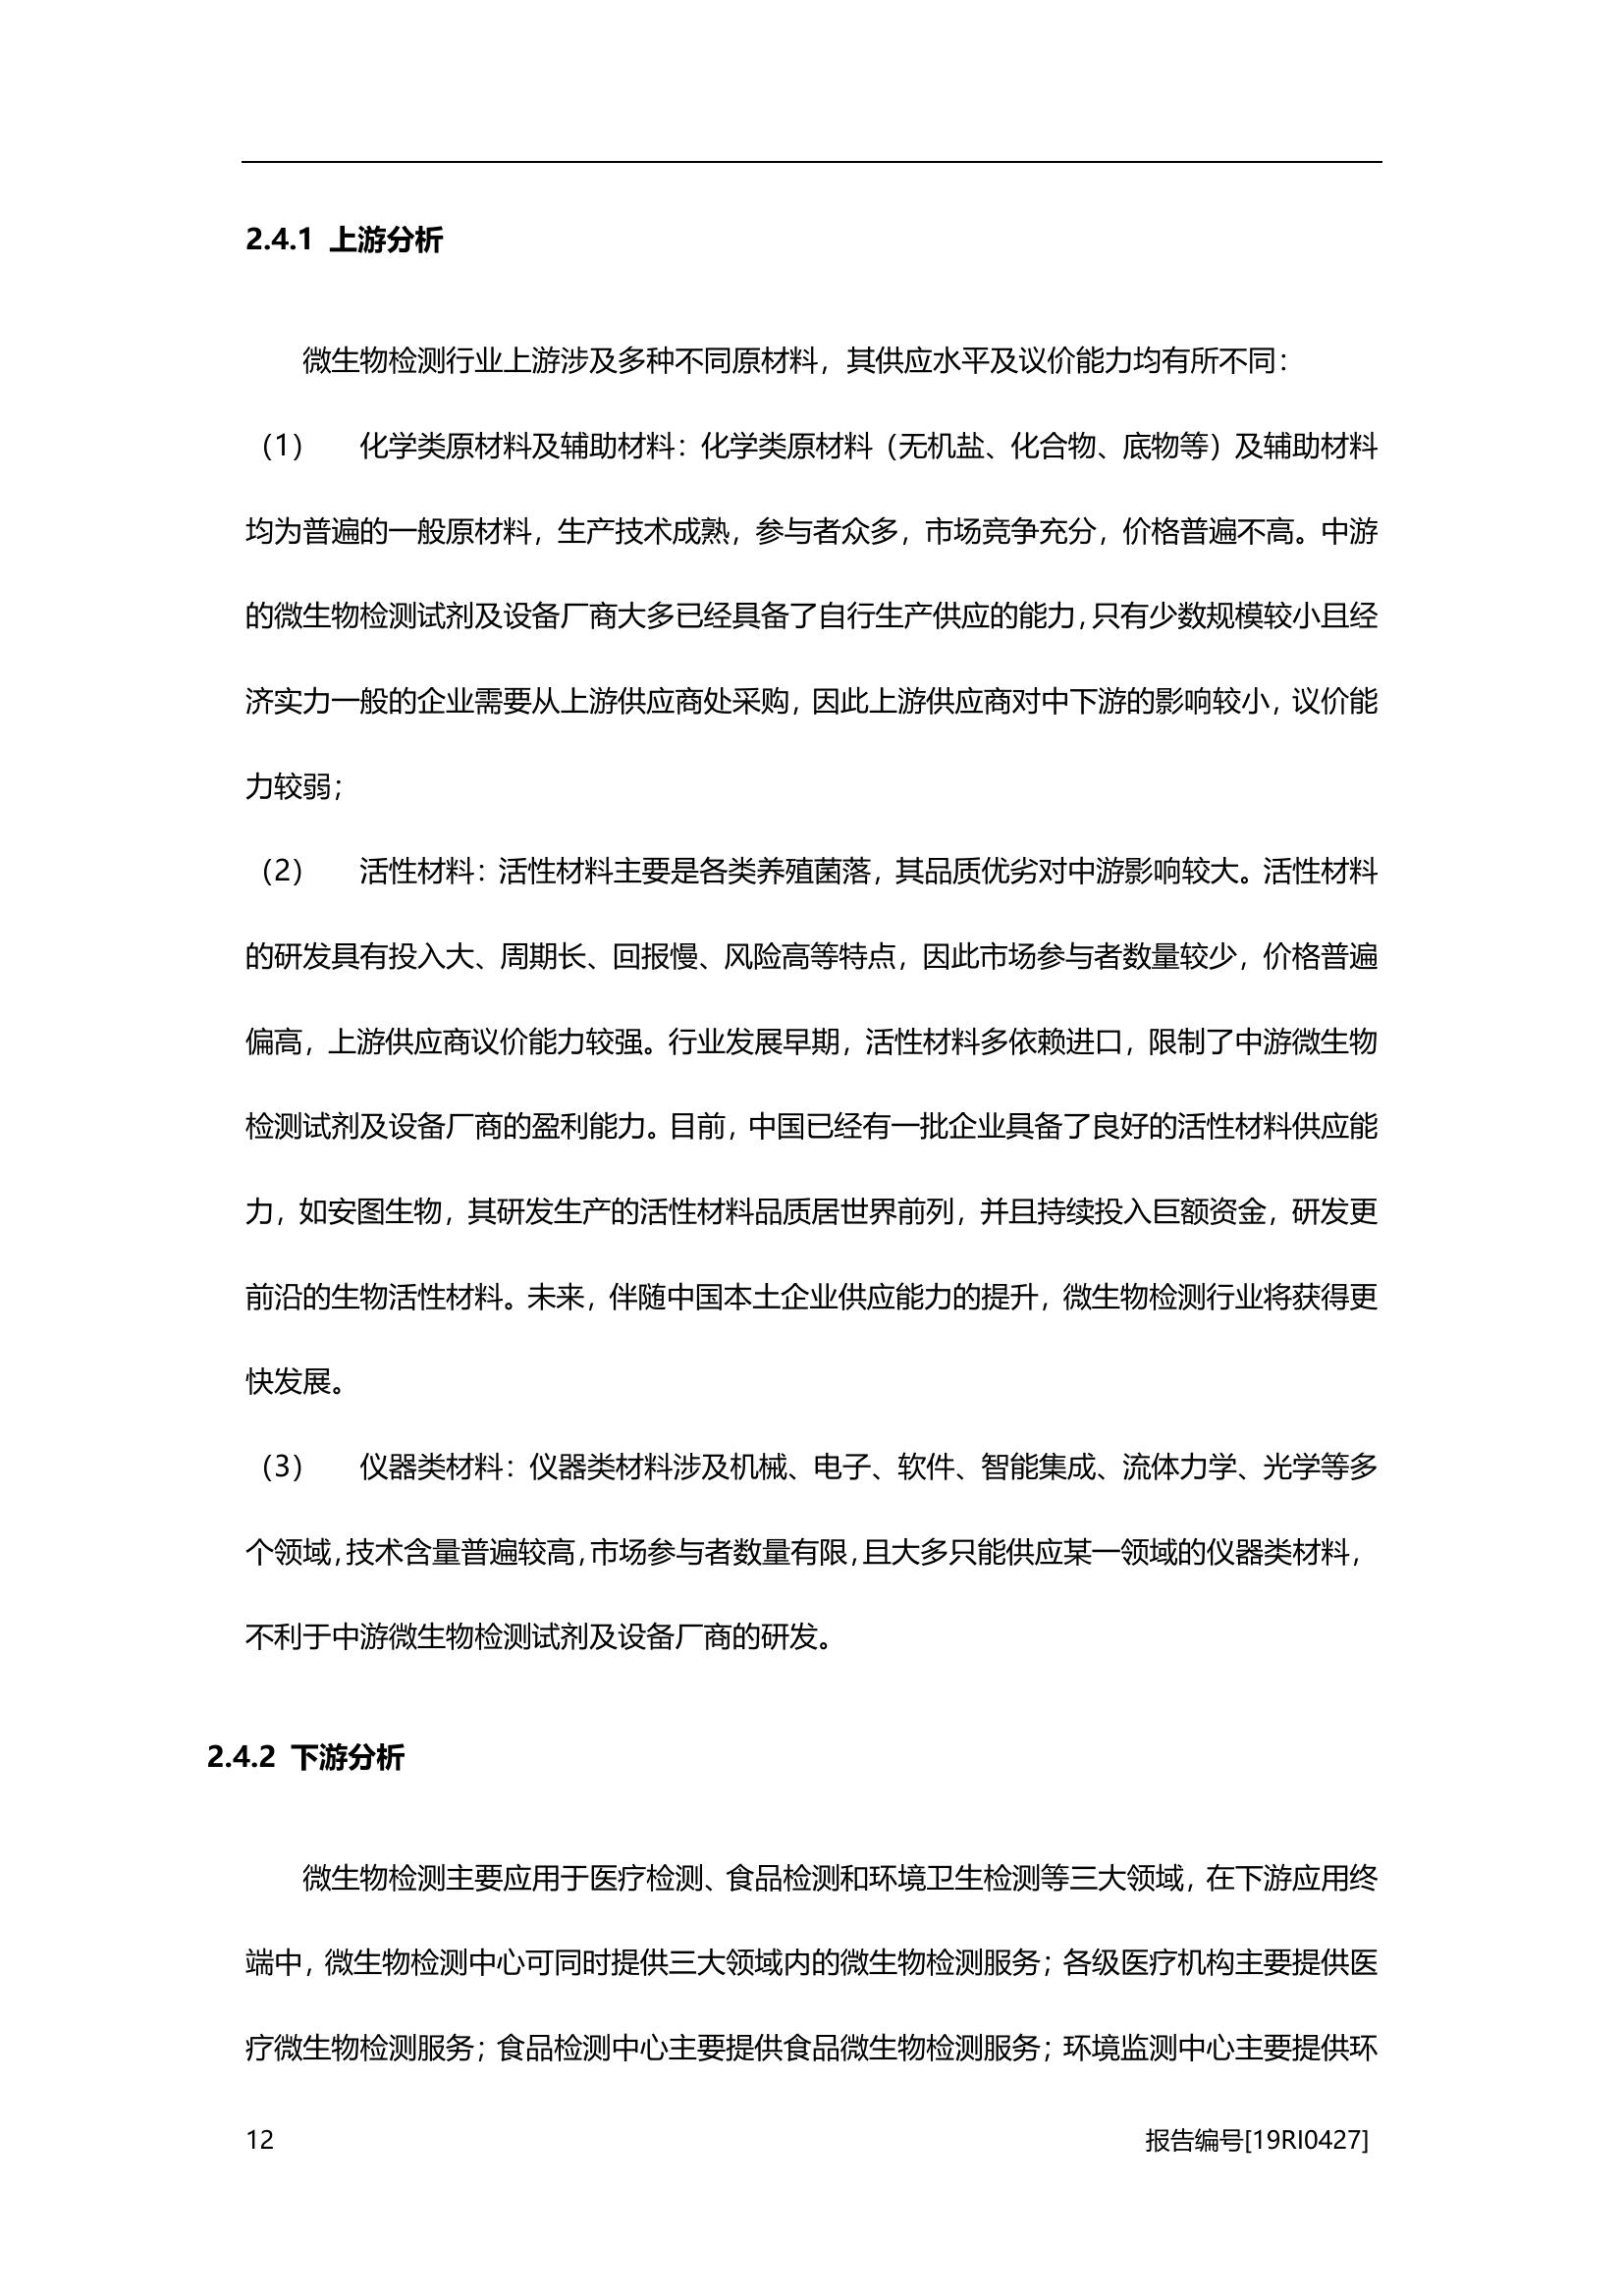 2.4.1 上游分析
微生物检测行业上游涉及多种不同原材料，其供应水平及议价能力均有所不同：
（1） 化学类原材料及辅助材料：化学类原材料（无机盐、化合物、底物等）及辅助材料
均为普遍的一般原材料，生产技术成熟，参与者众多，市场竞争充分，价格普遍不高。中游
的微生物检测试剂及设备厂商大多已经具备了自行生产供应的能力，只有少数规模较小且经
济实力一般的企业需要从上游供应商处采购，因此上游供应商对中下游的影响较小，议价能
力较弱；
（2） 活性材料：活性材料主要是各类养殖菌落，其品质优劣对中游影响较大。活性材料
的研发具有投入大、周期长、回报慢、风险高等特点，因此市场参与者数量较少，价格普遍
偏高，上游供应商议价能力较强。行业发展早期，活性材料多依赖进口，限制了中游微生物
检测试剂及设备厂商的盈利能力。目前，中国已经有一批企业具备了良好的活性材料供应能
力，如安图生物，其研发生产的活性材料品质居世界前列，并且持续投入巨额资金，研发更
前沿的生物活性材料。未来，伴随中国本土企业供应能力的提升，微生物检测行业将获得更
快发展。
（3） 仪器类材料：仪器类材料涉及机械、电子、软件、智能集成、流体力学、光学等多
个领域，技术含量普遍较高，市场参与者数量有限，且大多只能供应某一领域的仪器类材料，
不利于中游微生物检测试剂及设备厂商的研发。
2.4.2 下游分析
微生物检测主要应用于医疗检测、食品检测和环境卫生检测等三大领域，在下游应用终
端中，微生物检测中心可同时提供三大领域内的微生物检测服务；各级医疗机构主要提供医
疗微生物检测服务；食品检测中心主要提供食品微生物检测服务；环境监测中心主要提供环
12 报告编号[19RI0427]